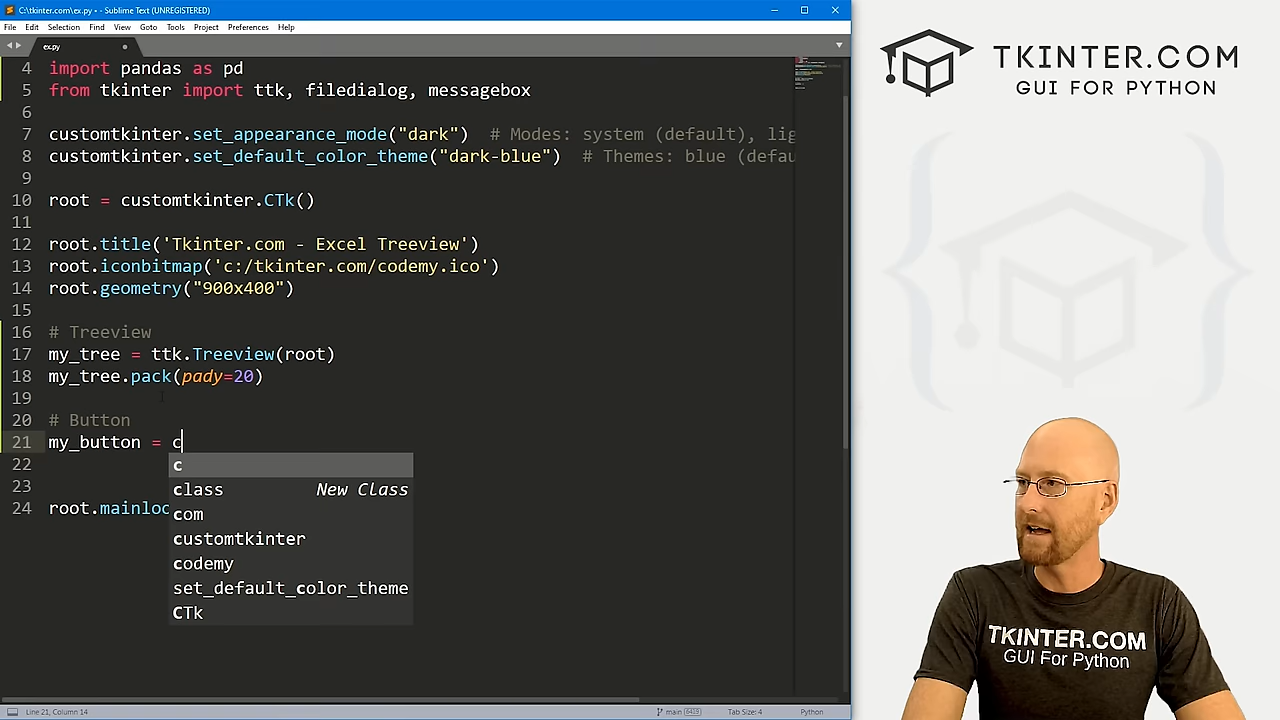 C:\tkinter.com\ex.py • - Sublime Text (UNREGISTERED)
File Edit Selection Find View Goto Tools Project Preferences Help
ex.py
4 import pandas as pd
5 from tkinter import ttk, filedialog, messagebox
6
7 customtkinter.set_appearance_mode("dark")  # Modes: system (default), lig
8 customtkinter.set_default_color_theme("dark-blue")  # Themes: blue (defau
9
10 root = customtkinter.CTk()
11
12 root.title('Tkinter.com - Excel Treeview')
13 root.iconbitmap('c:/tkinter.com/codemy.ico')
14 root.geometry("900x400")
15
16 # Treeview
17 my_tree = ttk.Treeview(root)
18 my_tree.pack(pady=20)
19
20 # Button
21 my_button = c
22
23
24 root.mainloc
c
class New Class
com
customtkinter
codemy
set_default_color_theme
CTk
Line 21, Column 14
main 6419
Tab Size: 4
Python
TKINTER.COM
GUI FOR PYTHON
TKINTER.COM
GUI For Python